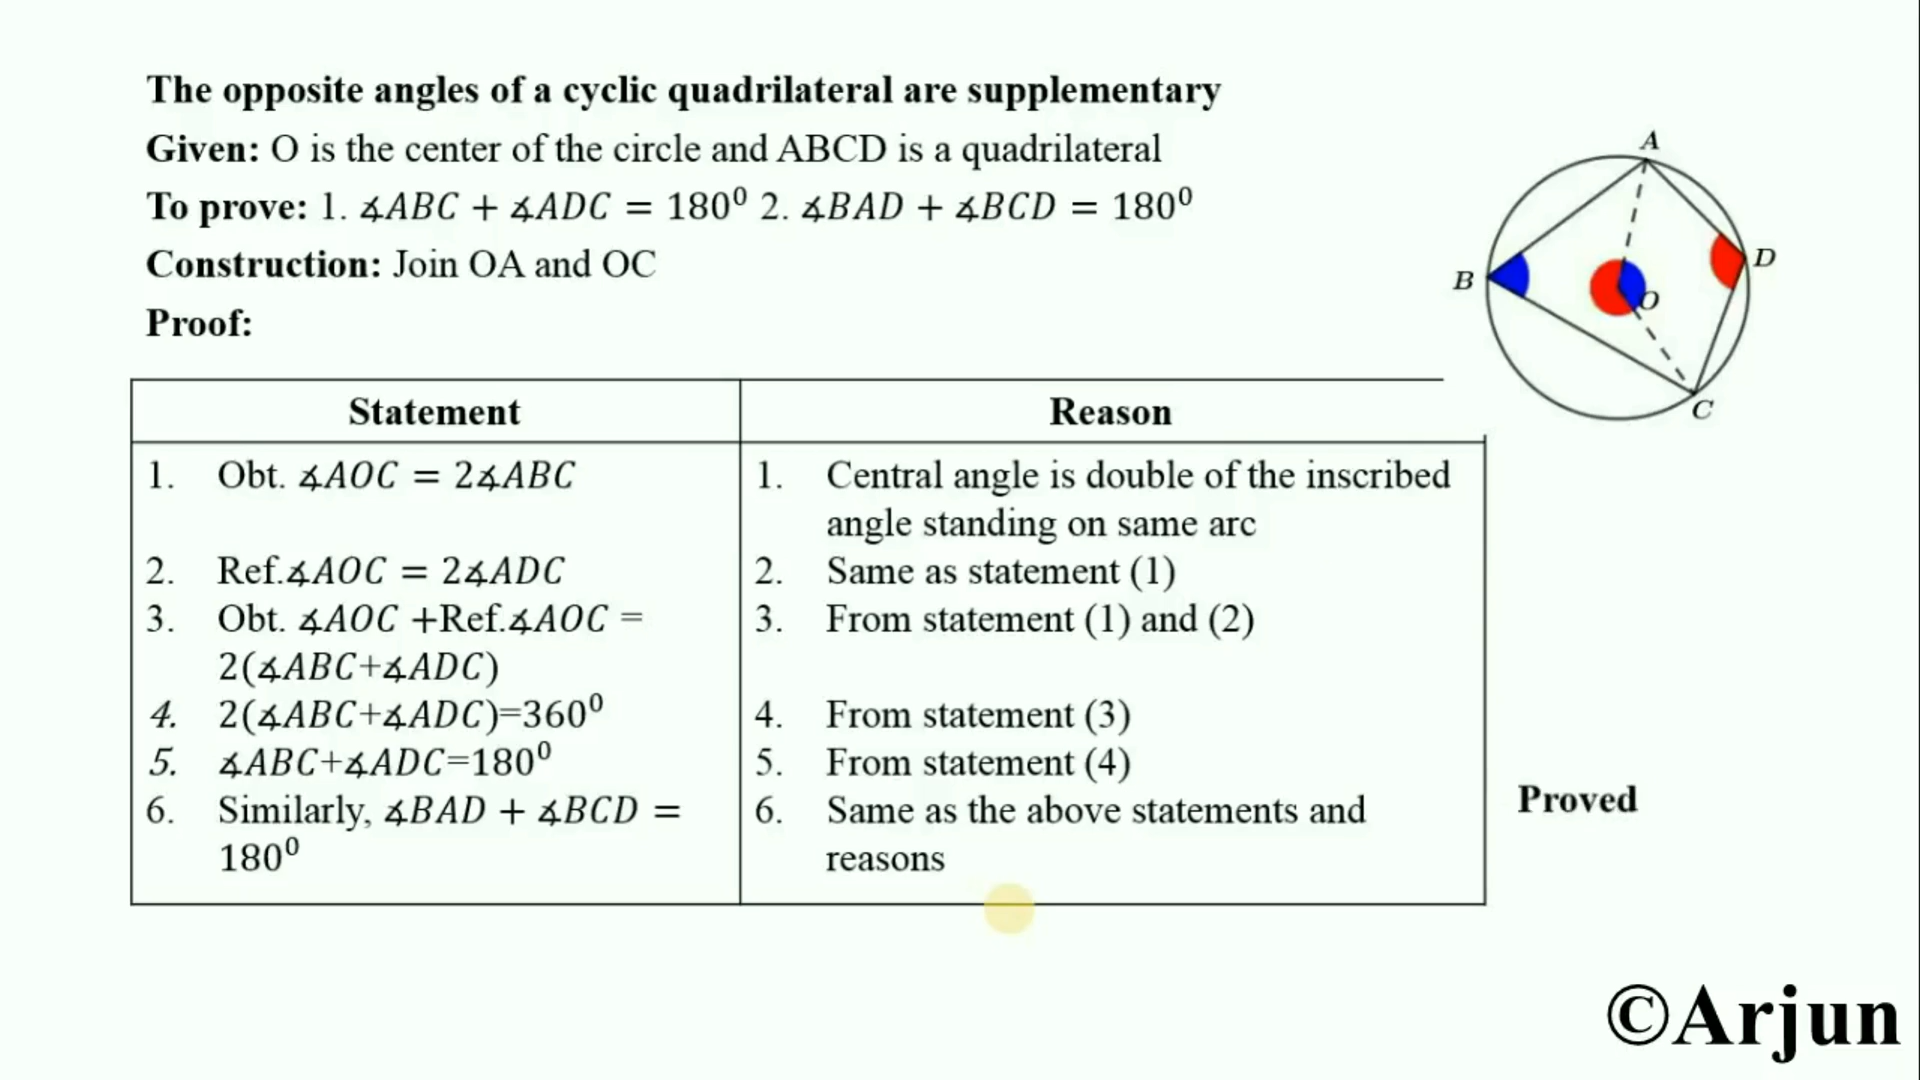 The opposite angles of a cyclic quadrilateral are supplementary
Given: O is the center of the circle and ABCD is a quadrilateral
To prove: 1. ∡ABC + ∡ADC = 180⁰ 2. ∡BAD + ∡BCD = 180⁰
Construction: Join OA and OC
Proof:
A
B
D
O
C
Statement
Reason
1. Obt. ∡AOC = 2∡ABC
1. Central angle is double of the inscribed
angle standing on same arc
2. Ref.∡AOC = 2∡ADC
2. Same as statement (1)
3. Obt. ∡AOC +Ref.∡AOC =
2(∡ABC+∡ADC)
3. From statement (1) and (2)
4. 2(∡ABC+∡ADC)=360⁰
4. From statement (3)
5. ∡ABC+∡ADC=180⁰
5. From statement (4)
6. Similarly, ∡BAD + ∡BCD =
180⁰
6. Same as the above statements and
reasons
Proved
©Arjun